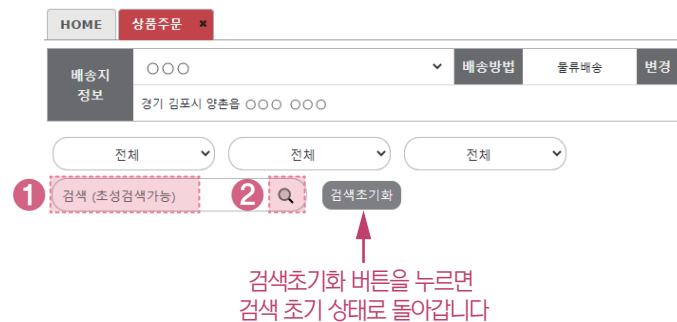 HOME 상품주문 ×
배송지 정보
○○○
배송방법 물류배송 변경
경기 김포시 양촌읍 ○○○ ○○○
전체 전체 전체
1 검색 (초성검색가능) 2 검색초기화
검색초기화 버튼을 누르면
검색 초기 상태로 돌아갑니다